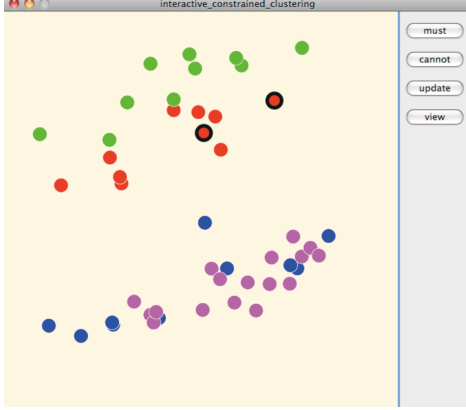 interactive_constrained_clustering
must
cannot
update
view